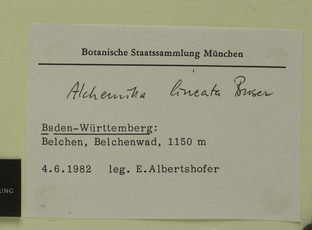 Botanische Staatssammlung München
Alchemilla lineata Buser
Baden-Württemberg:
Belchen, Belchenwad, 1150 m
4.6.1982 leg. E.Albertshofer
UNG